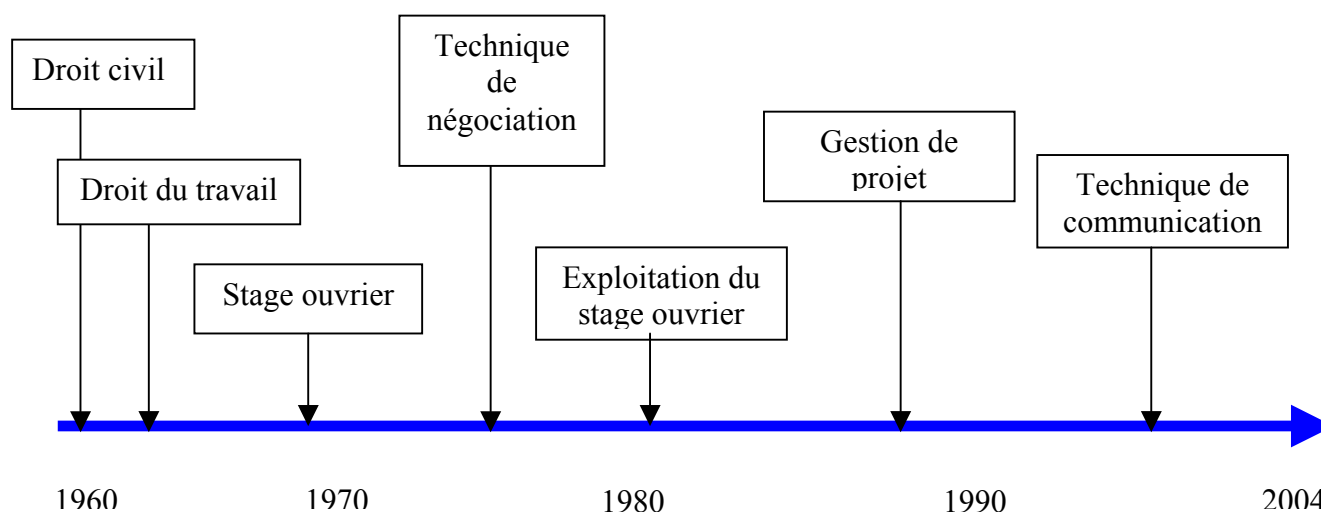 Droit civil
Droit du travail
Stage ouvrier
Technique
de
négociation
Exploitation du
stage ouvrier
Gestion de
projet
Technique de
communication
1960 1970 1980 1990 2004